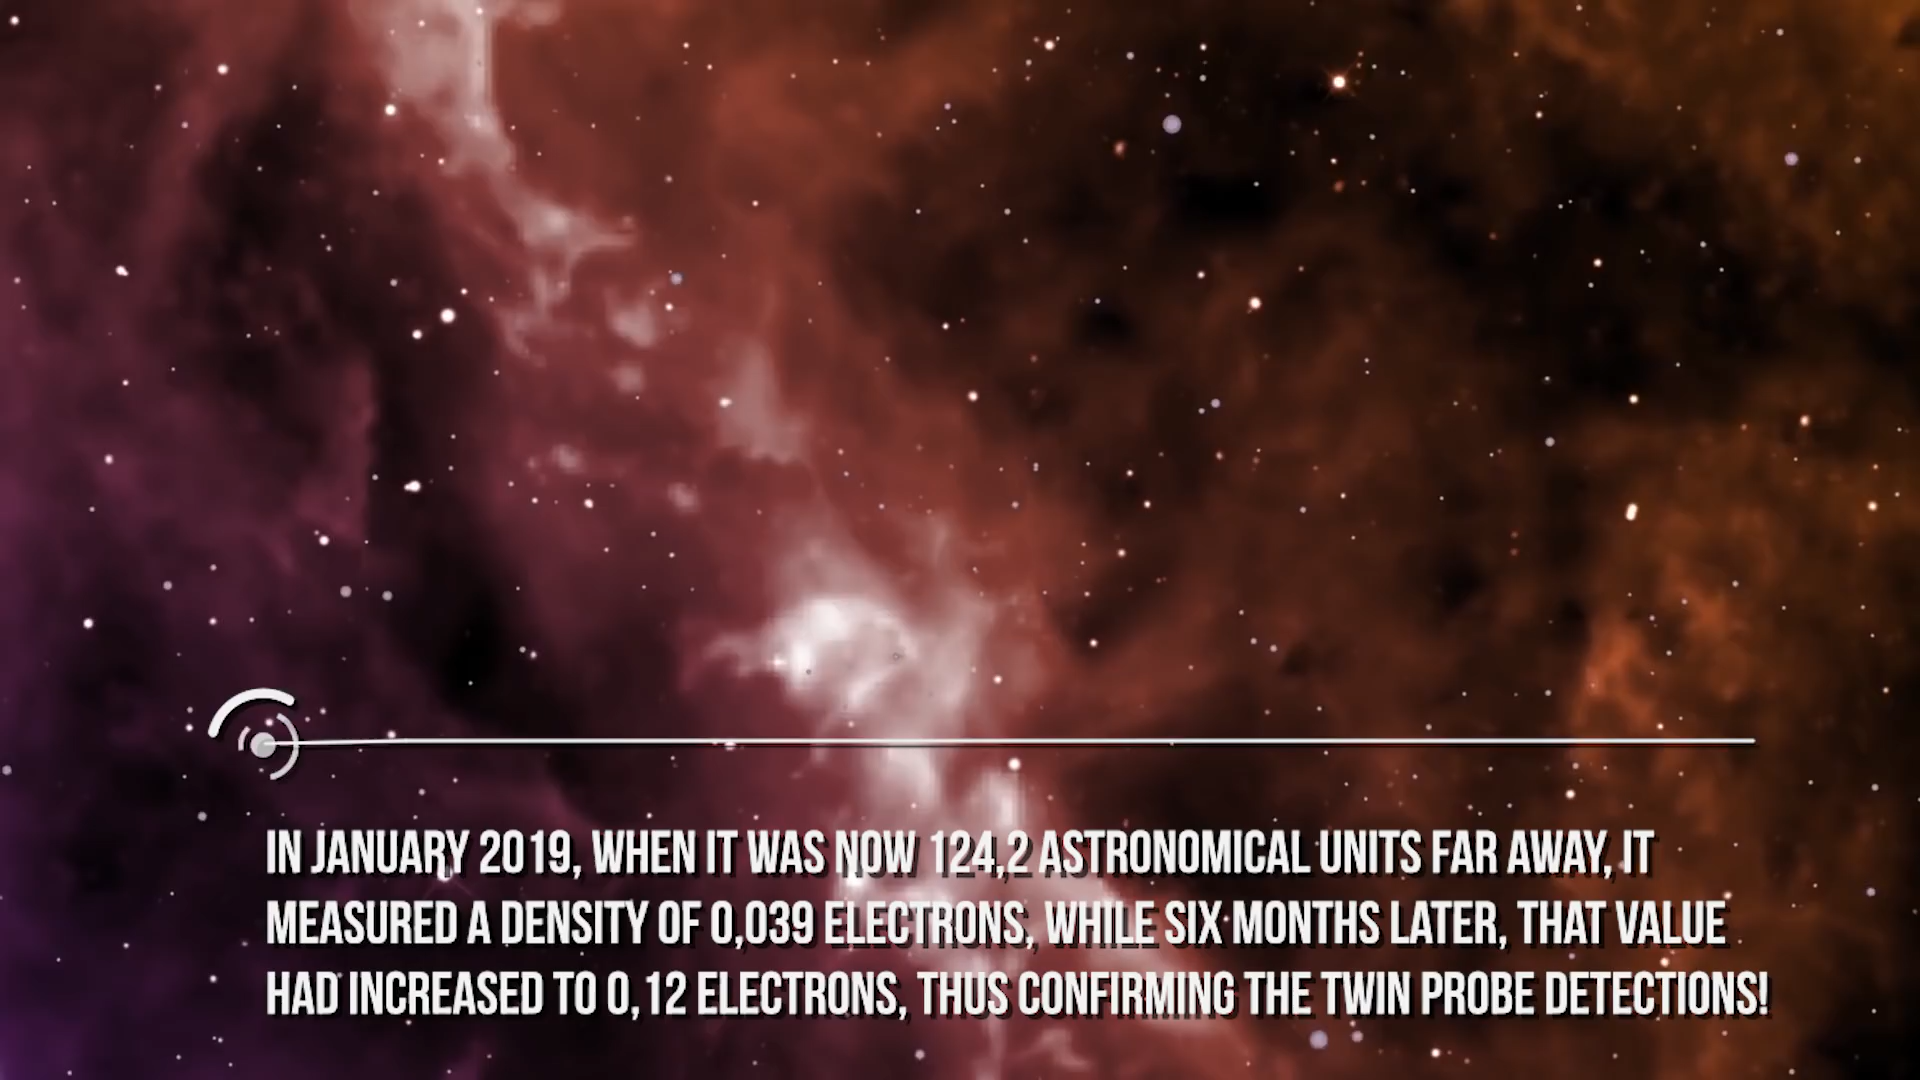 IN JANUARY 2019, WHEN IT WAS NOW 124,2 ASTRONOMICAL UNITS FAR AWAY, IT
MEASURED A DENSITY OF 0,039 ELECTRONS, WHILE SIX MONTHS LATER, THAT VALUE
HAD INCREASED TO 0,12 ELECTRONS, THUS CONFIRMING THE TWIN PROBE DETECTIONS!